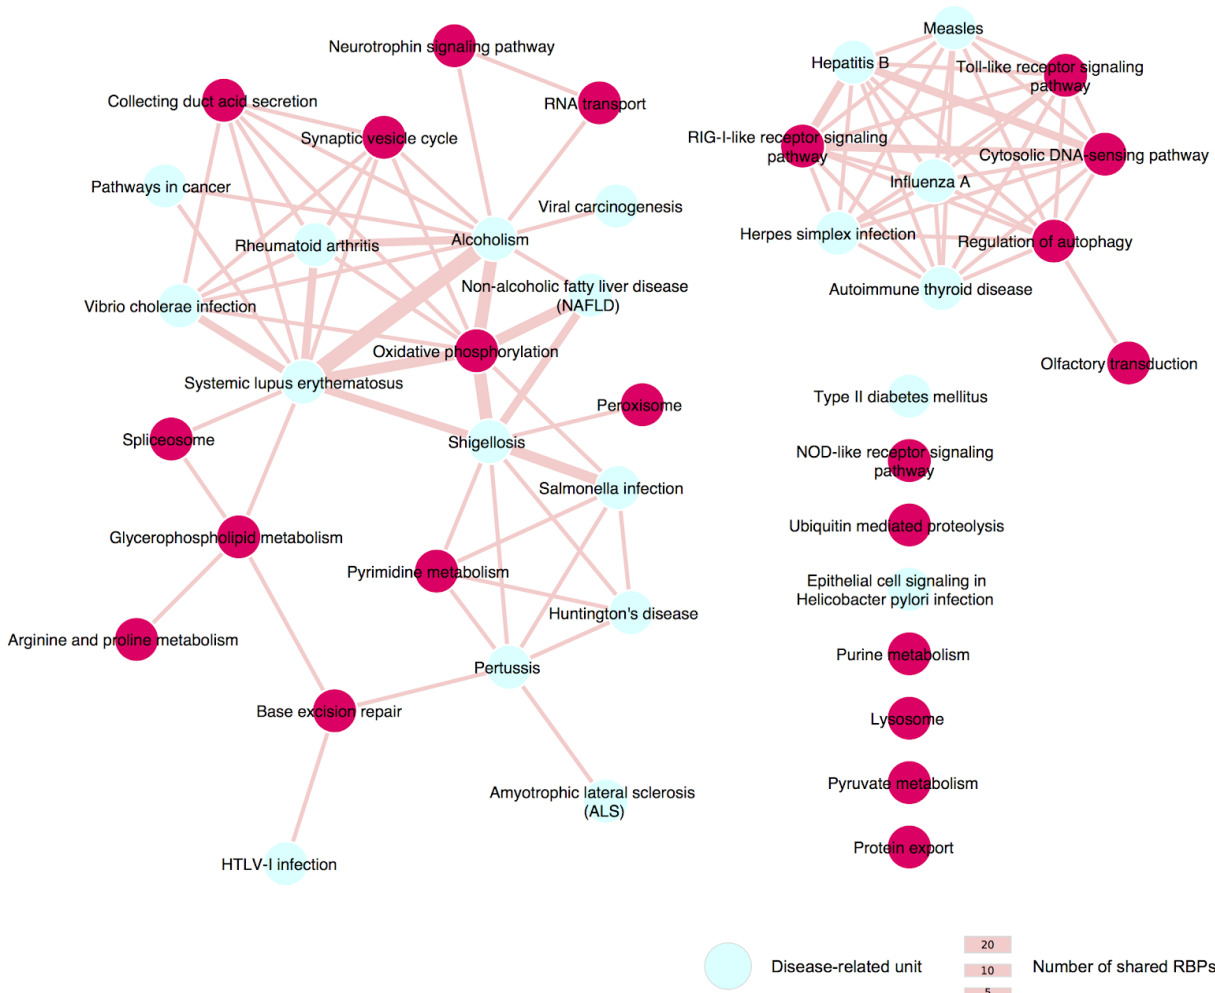 Measles
Neurotrophin signaling pathway
Hepatitis B
Toll-like receptor signaling
pathway
Collecting duct acid secretion
RNA transport
Synaptic vesicle cycle
RIG-I-like receptor signaling
pathway
Cytosolic DNA-sensing pathway
Pathways in cancer
Influenza A
Viral carcinogenesis
Rheumatoid arthritis
Alcoholism
Herpes simplex infection
Regulation of autophagy
Non-alcoholic fatty liver disease
(NAFLD)
Autoimmune thyroid disease
Vibrio cholerae infection
Oxidative phosphorylation
Olfactory transduction
Systemic lupus erythematosus
Type II diabetes mellitus
Peroxisome
Spliceosome
Shigellosis
NOD-like receptor signaling
pathway
Salmonella infection
Ubiquitin mediated proteolysis
Glycerophospholipid metabolism
Pyrimidine metabolism
Epithelial cell signaling in
Helicobacter pylori infection
Huntington's disease
Arginine and proline metabolism
Purine metabolism
Pertussis
Base excision repair
Lysosome
Pyruvate metabolism
Amyotrophic lateral sclerosis
(ALS)
Protein export
HTLV-I infection
Disease-related unit
20
10
5
Number of shared RBPs